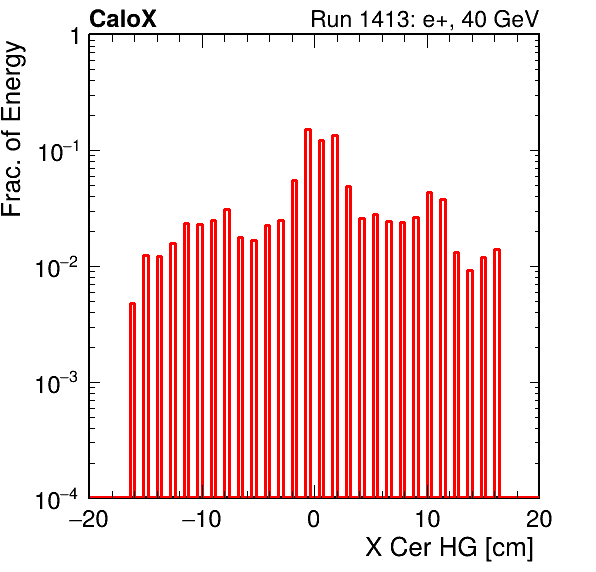 CaloX Run 1413: e+, 40 GeV
Frac. of Energy
1
10⁻¹
10⁻²
10⁻³
10⁻⁴
−20 −10 0 10 20
X Cer HG [cm]